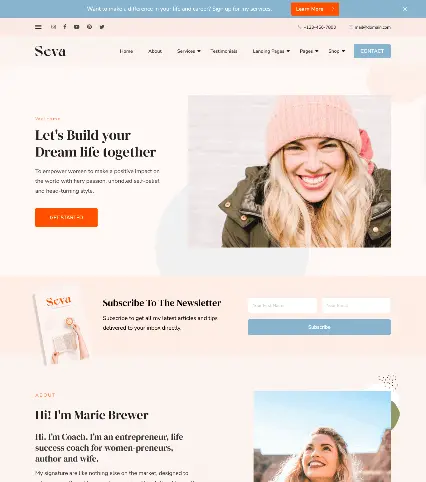 Want to make a difference in your life and career? Sign up for my services.
Learn More
+123-456-7890
mail@domain.com
Seva
Home
About
Services
Testimonials
Landing Pages
Pages
Shop
CONTACT
Welcome
Let's Build your
Dream life together
To empower women to make a positive impact on
the world with fiery passion, unbridled self-belief
and head-turning style.
GET STARTED
Seva
Subscribe To The Newsletter
Subscribe to get all my latest articles and tips
delivered to your inbox directly.
Your First Name
Your Email
Subscribe
ABOUT
Hi! I'm Marie Brewer
Hi, I'm Coach. I'm an entrepreneur, life
success coach for women-preneurs,
author and wife.
My signature are like nothing else on the market, designed to